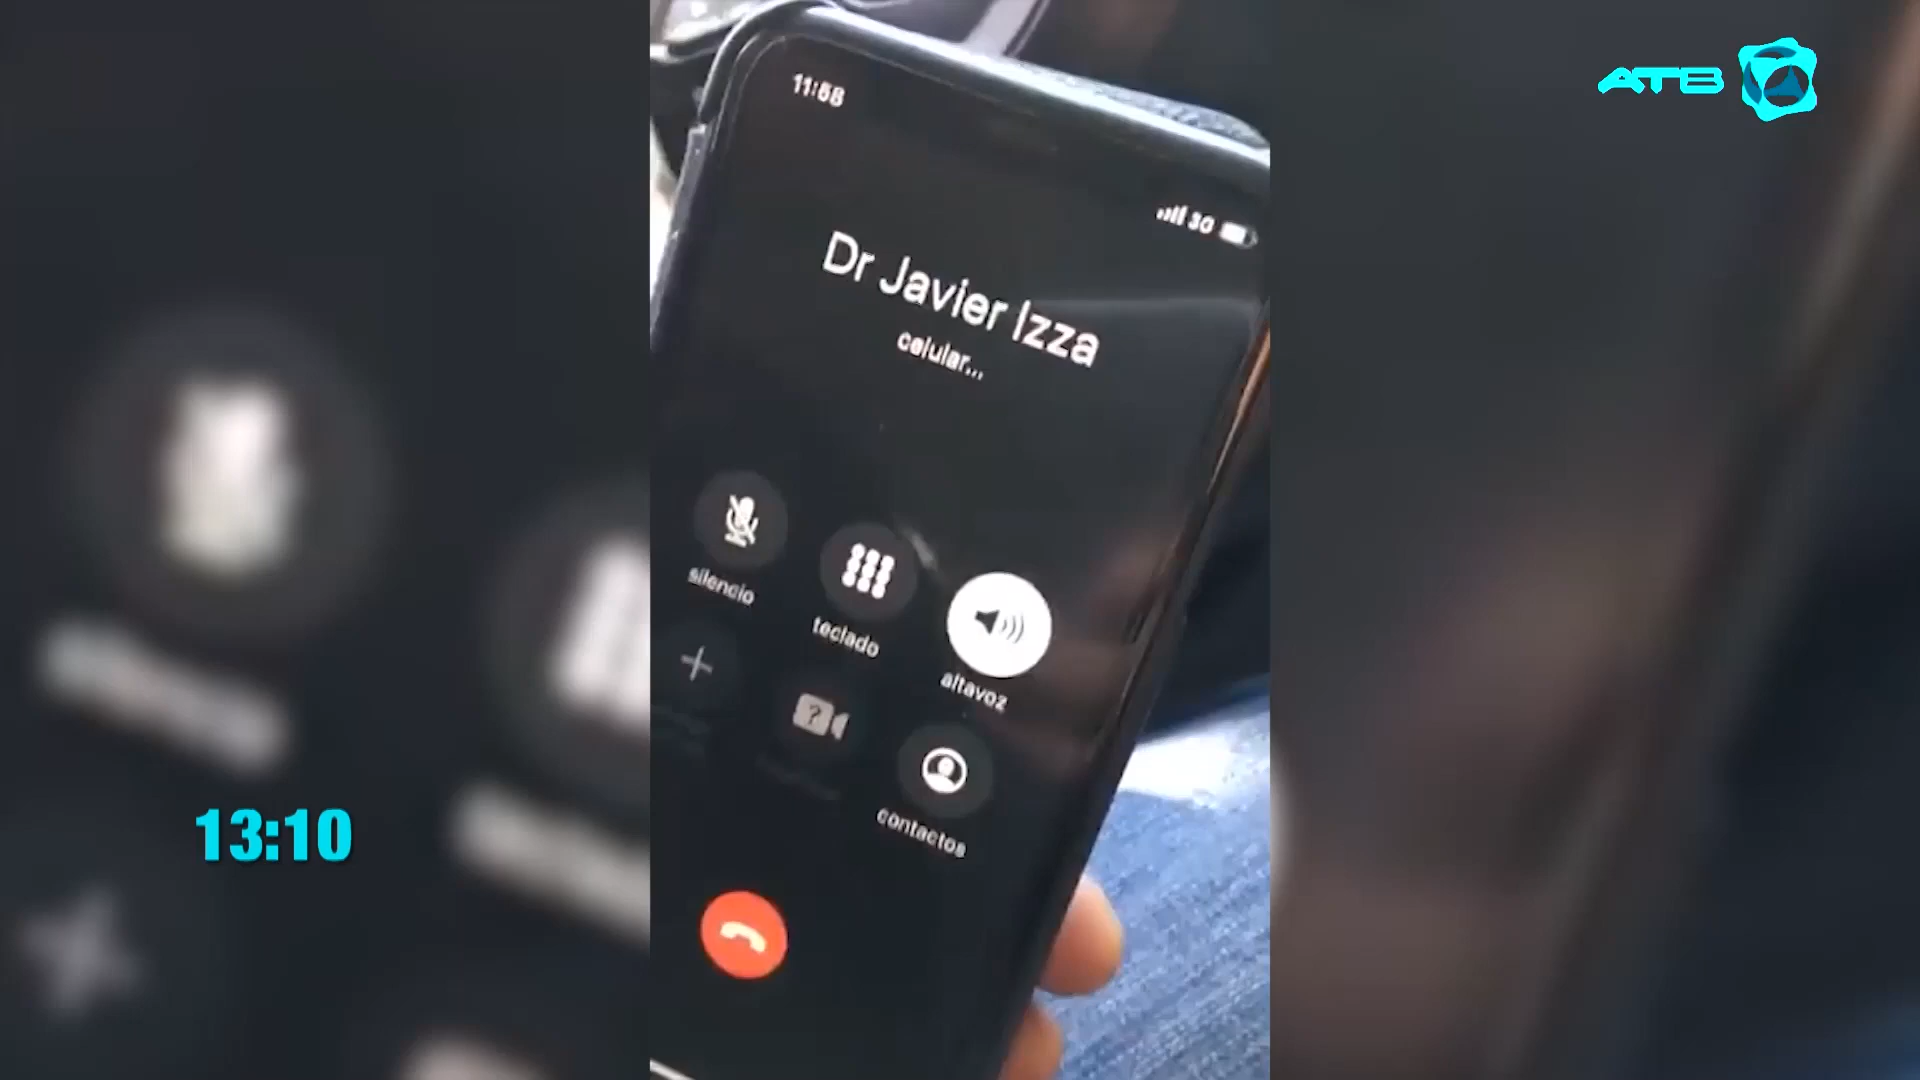 ATB
11:58
3G
Dr Javier Izza
celular...
silencio
teclado
altavoz
contactos
13:10